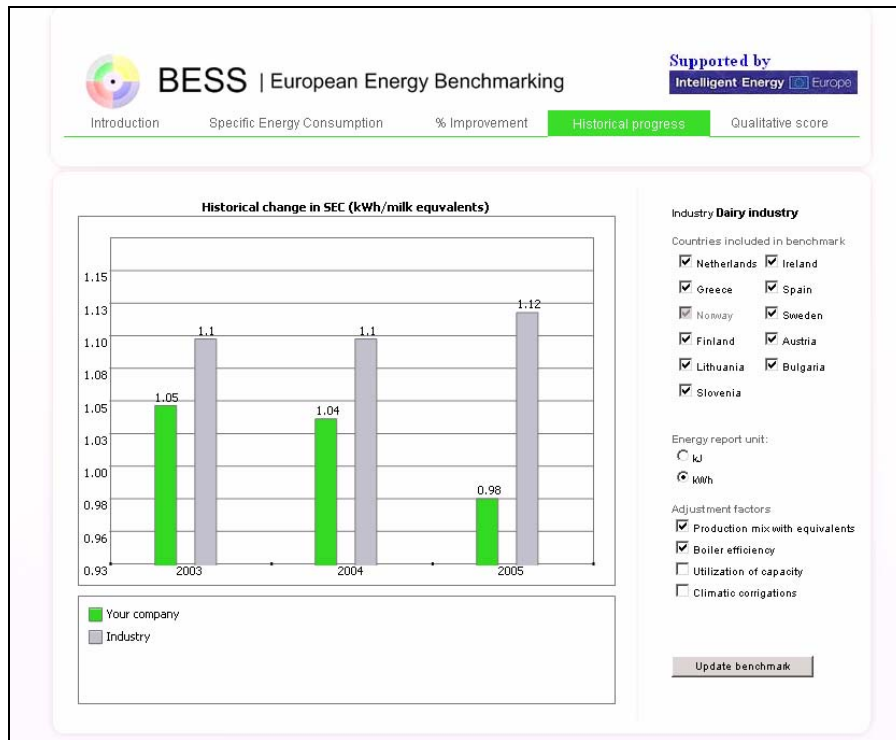 BESS | European Energy Benchmarking
Supported by
Intelligent Energy Europe
Introduction Specific Energy Consumption % Improvement Historical progress Qualitative score
Historical change in SEC (kWh/milk equvalents)
1.15
1.13
1.10
1.08
1.05
1.03
1.00
0.98
0.96
0.93
1.05
1.1
1.04
1.1
0.98
1.12
2003 2004 2005
Your company
Industry
Industry Dairy industry
Countries included in benchmark
Netherlands Ireland
Greece Spain
Norway Sweden
Finland Austria
Lithuania Bulgaria
Slovenia
Energy report unit:
kJ
kWh
Adjustment factors
Production mix with equivalents
Boiler efficiency
Utilization of capacity
Climatic corrigations
Update benchmark